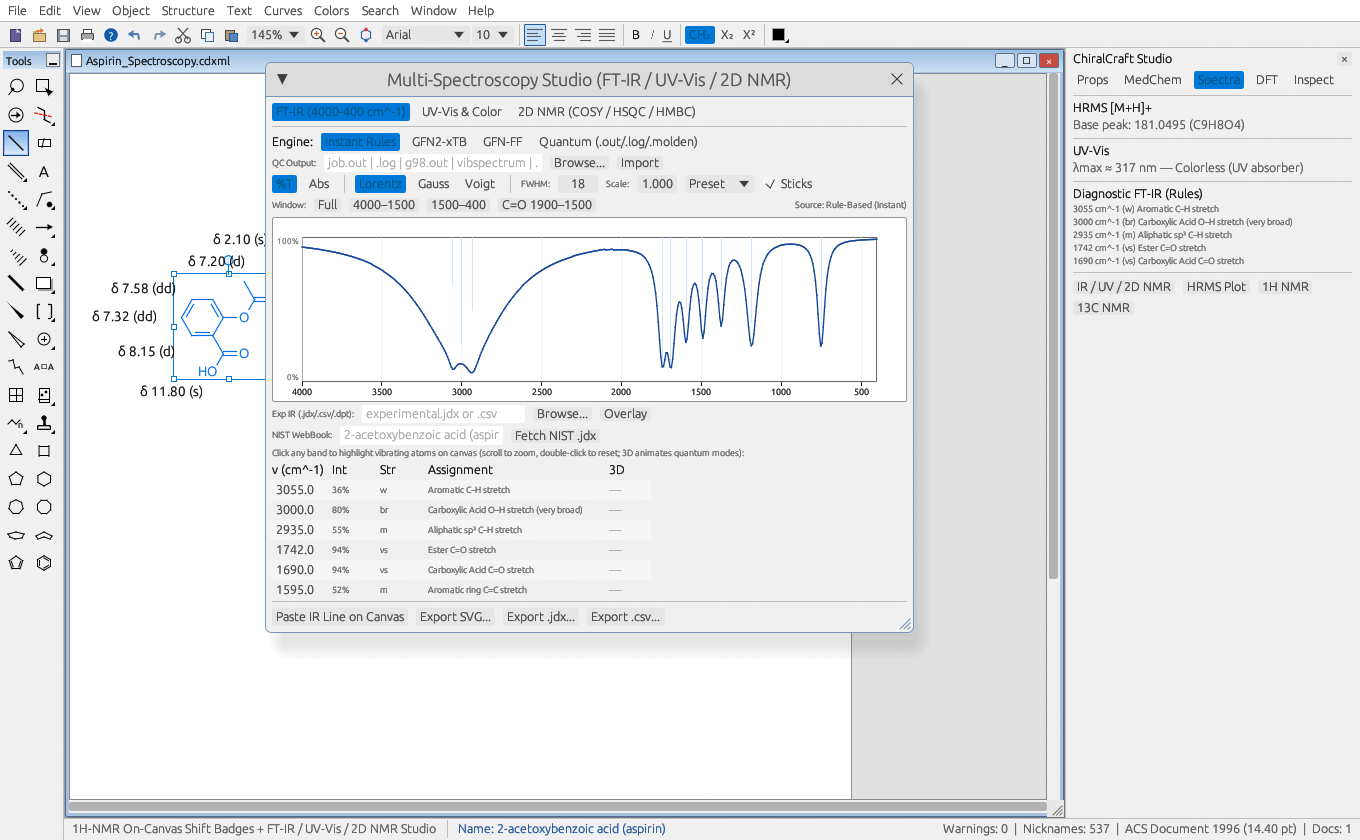 File Edit View Object Structure Text Curves Colors Search Window Help
145% Arial 10 B I U CH₂ X₂ X²
Tools
Aspirin_Spectroscopy.cdxml
ChiralCraft Studio
Props MedChem Spectra DFT Inspect
HRMS [M+H]+
Base peak: 181.0495 (C9H8O4)
UV-Vis
λmax ≈ 317 nm — Colorless (UV absorber)
Diagnostic FT-IR (Rules)
3055 cm^-1 (w) Aromatic C–H stretch
3000 cm^-1 (br) Carboxylic Acid O–H stretch (very broad)
2935 cm^-1 (m) Aliphatic sp³ C–H stretch
1742 cm^-1 (vs) Ester C=O stretch
1690 cm^-1 (vs) Carboxylic Acid C=O stretch
IR / UV / 2D NMR HRMS Plot 1H NMR
13C NMR
δ 2.10 (s)
δ 7.20 (d)
δ 7.58 (dd)
δ 7.32 (dd)
δ 8.15 (d)
δ 11.80 (s)
O
O
HO
Multi-Spectroscopy Studio (FT-IR / UV-Vis / 2D NMR)
FT-IR (4000-400 cm^-1) UV-Vis & Color 2D NMR (COSY / HSQC / HMBC)
Engine: Instant Rules GFN2-xTB GFN-FF Quantum (.out/.log/.molden)
QC Output: job.out | .log | g98.out | vibspectrum | . Browse... Import
%T Abs Lorentz Gauss Voigt FWHM: 18 Scale: 1.000 Preset Sticks
Window: Full 4000–1500 1500–400 C=O 1900–1500 Source: Rule-Based (Instant)
100%
0%
4000 3500 3000 2500 2000 1500 1000 500
Exp IR (.jdx/.csv/.dpt): experimental.jdx or .csv Browse... Overlay
NIST WebBook: 2-acetoxybenzoic acid (aspir Fetch NIST .jdx
Click any band to highlight vibrating atoms on canvas (scroll to zoom, double-click to reset; 3D animates quantum modes):
ν (cm^-1) Int Str Assignment 3D
3055.0 36% w Aromatic C–H stretch —
3000.0 80% br Carboxylic Acid O–H stretch (very broad) —
2935.0 55% m Aliphatic sp³ C–H stretch —
1742.0 94% vs Ester C=O stretch —
1690.0 94% vs Carboxylic Acid C=O stretch —
1595.0 52% m Aromatic ring C=C stretch —
Paste IR Line on Canvas Export SVG... Export .jdx... Export .csv...
1H-NMR On-Canvas Shift Badges + FT-IR / UV-Vis / 2D NMR Studio Name: 2-acetoxybenzoic acid (aspirin) Warnings: 0 | Nicknames: 537 | ACS Document 1996 (14.40 pt) | Docs: 1